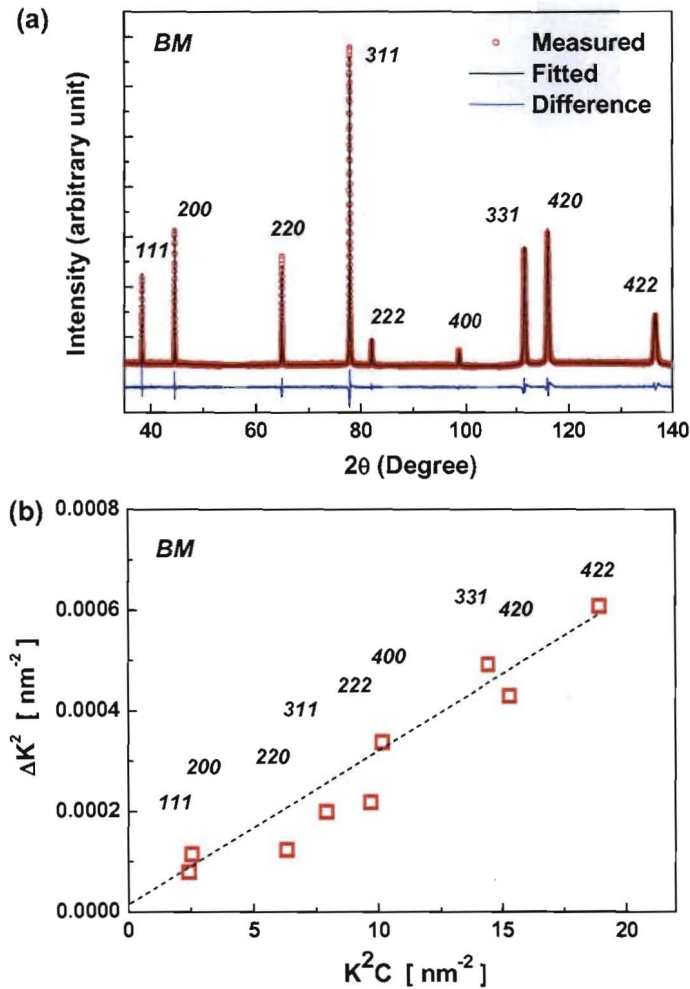 (a)
BM
311
Measured
Fitted
Difference
200
111
220
222
400
331
420
422
Intensity (arbitrary unit)
40 60 80 100 120 140
2θ (Degree)
(b)
BM
0.0008
0.0006
0.0004
0.0002
0.0000
422
331
420
400
222
311
220
200
111
ΔK² [ nm⁻² ]
0 5 10 15 20
K²C [ nm⁻² ]